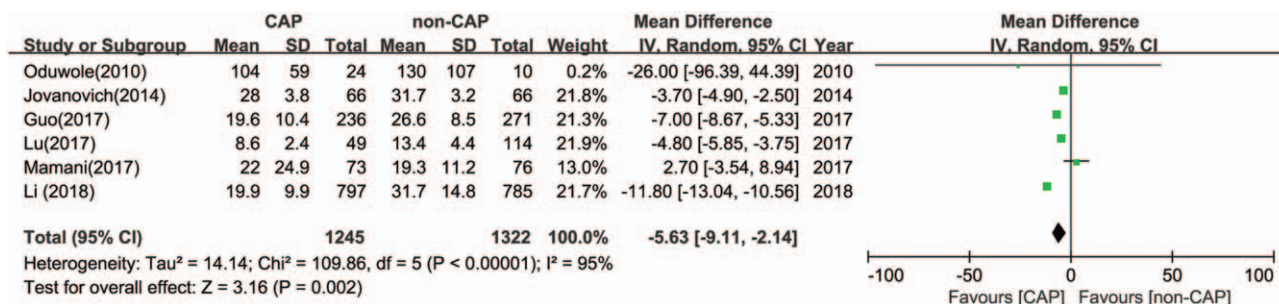 CAP non-CAP Mean Difference Mean Difference
Study or Subgroup Mean SD Total Mean SD Total Weight IV, Random, 95% CI Year IV, Random, 95% CI
Oduwole(2010) 104 59 24 130 107 10 0.2% -26.00 [-96.39, 44.39] 2010
Jovanovich(2014) 28 3.8 66 31.7 3.2 66 21.8% -3.70 [-4.90, -2.50] 2014
Guo(2017) 19.6 10.4 236 26.6 8.5 271 21.3% -7.00 [-8.67, -5.33] 2017
Lu(2017) 8.6 2.4 49 13.4 4.4 114 21.9% -4.80 [-5.85, -3.75] 2017
Mamani(2017) 22 24.9 73 19.3 11.2 76 13.0% 2.70 [-3.54, 8.94] 2017
Li (2018) 19.9 9.9 797 31.7 14.8 785 21.7% -11.80 [-13.04, -10.56] 2018
Total (95% CI) 1245 1322 100.0% -5.63 [-9.11, -2.14]
Heterogeneity: Tau² = 14.14; Chi² = 109.86, df = 5 (P < 0.00001); I² = 95%
Test for overall effect: Z = 3.16 (P = 0.002)
-100 -50 0 50 100
Favours [CAP] Favours [non-CAP]